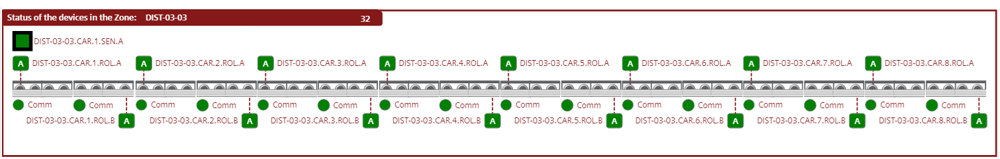 Status of the devices in the Zone: DIST-03-03 32
DIST-03-03.CAR.1.SEN.A
A DIST-03-03.CAR.1.ROL.A A DIST-03-03.CAR.2.ROL.A A DIST-03-03.CAR.3.ROL.A A DIST-03-03.CAR.4.ROL.A A DIST-03-03.CAR.5.ROL.A A DIST-03-03.CAR.6.ROL.A A DIST-03-03.CAR.7.ROL.A A DIST-03-03.CAR.8.ROL.A
Comm Comm Comm Comm Comm Comm Comm Comm Comm Comm Comm Comm Comm Comm Comm Comm
DIST-03-03.CAR.1.ROL.B A DIST-03-03.CAR.2.ROL.B A DIST-03-03.CAR.3.ROL.B A DIST-03-03.CAR.4.ROL.B A DIST-03-03.CAR.5.ROL.B A DIST-03-03.CAR.6.ROL.B A DIST-03-03.CAR.7.ROL.B A DIST-03-03.CAR.8.ROL.B A